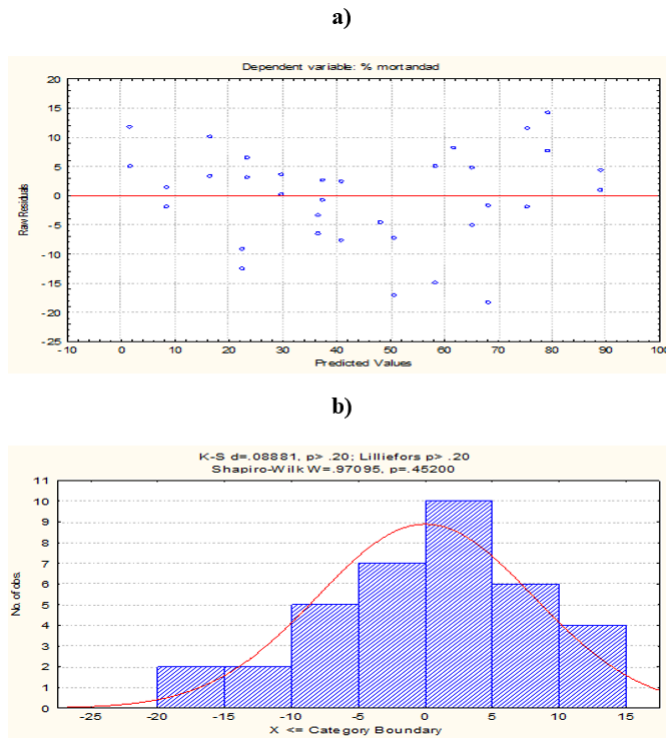 a)
Dependent variable: % mortandad
20
15
10
5
0
-5
-10
-15
-20
-25
Raw Residuals
-10 0 10 20 30 40 50 60 70 80 90 100
Predicted Values
b)
K-S d=.08881, p> .20; Lilliefors p> .20
Shapiro-Wilk W=.97095, p=.45200
11
10
9
8
7
6
5
4
3
2
1
0
No. of obs.
-25 -20 -15 -10 -5 0 5 10 15
X <= Category Boundary